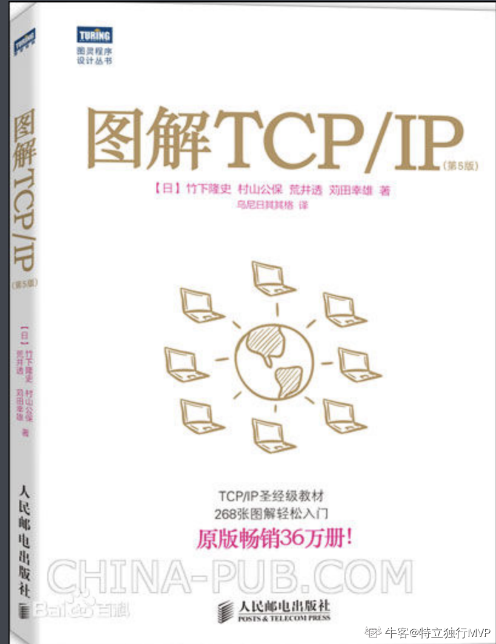 TURING
图灵程序
设计丛书
图解TCP/IP(第5版)
【日】竹下隆史 村山公保 荒井透 苅田幸雄 著
乌尼日其其格 译
图解TCP/IP(第5版)
【日】竹下隆史 村山公保
荒井透 苅田幸雄 著
人民邮电出版社
TCP/IP圣经级教材
268张图解轻松入门
原版畅销36万册!
CHINA-PUB.COM
Bai百科
人民邮电出版社
POSTS & TELECOM PRESS
牛客@特立独行MVP